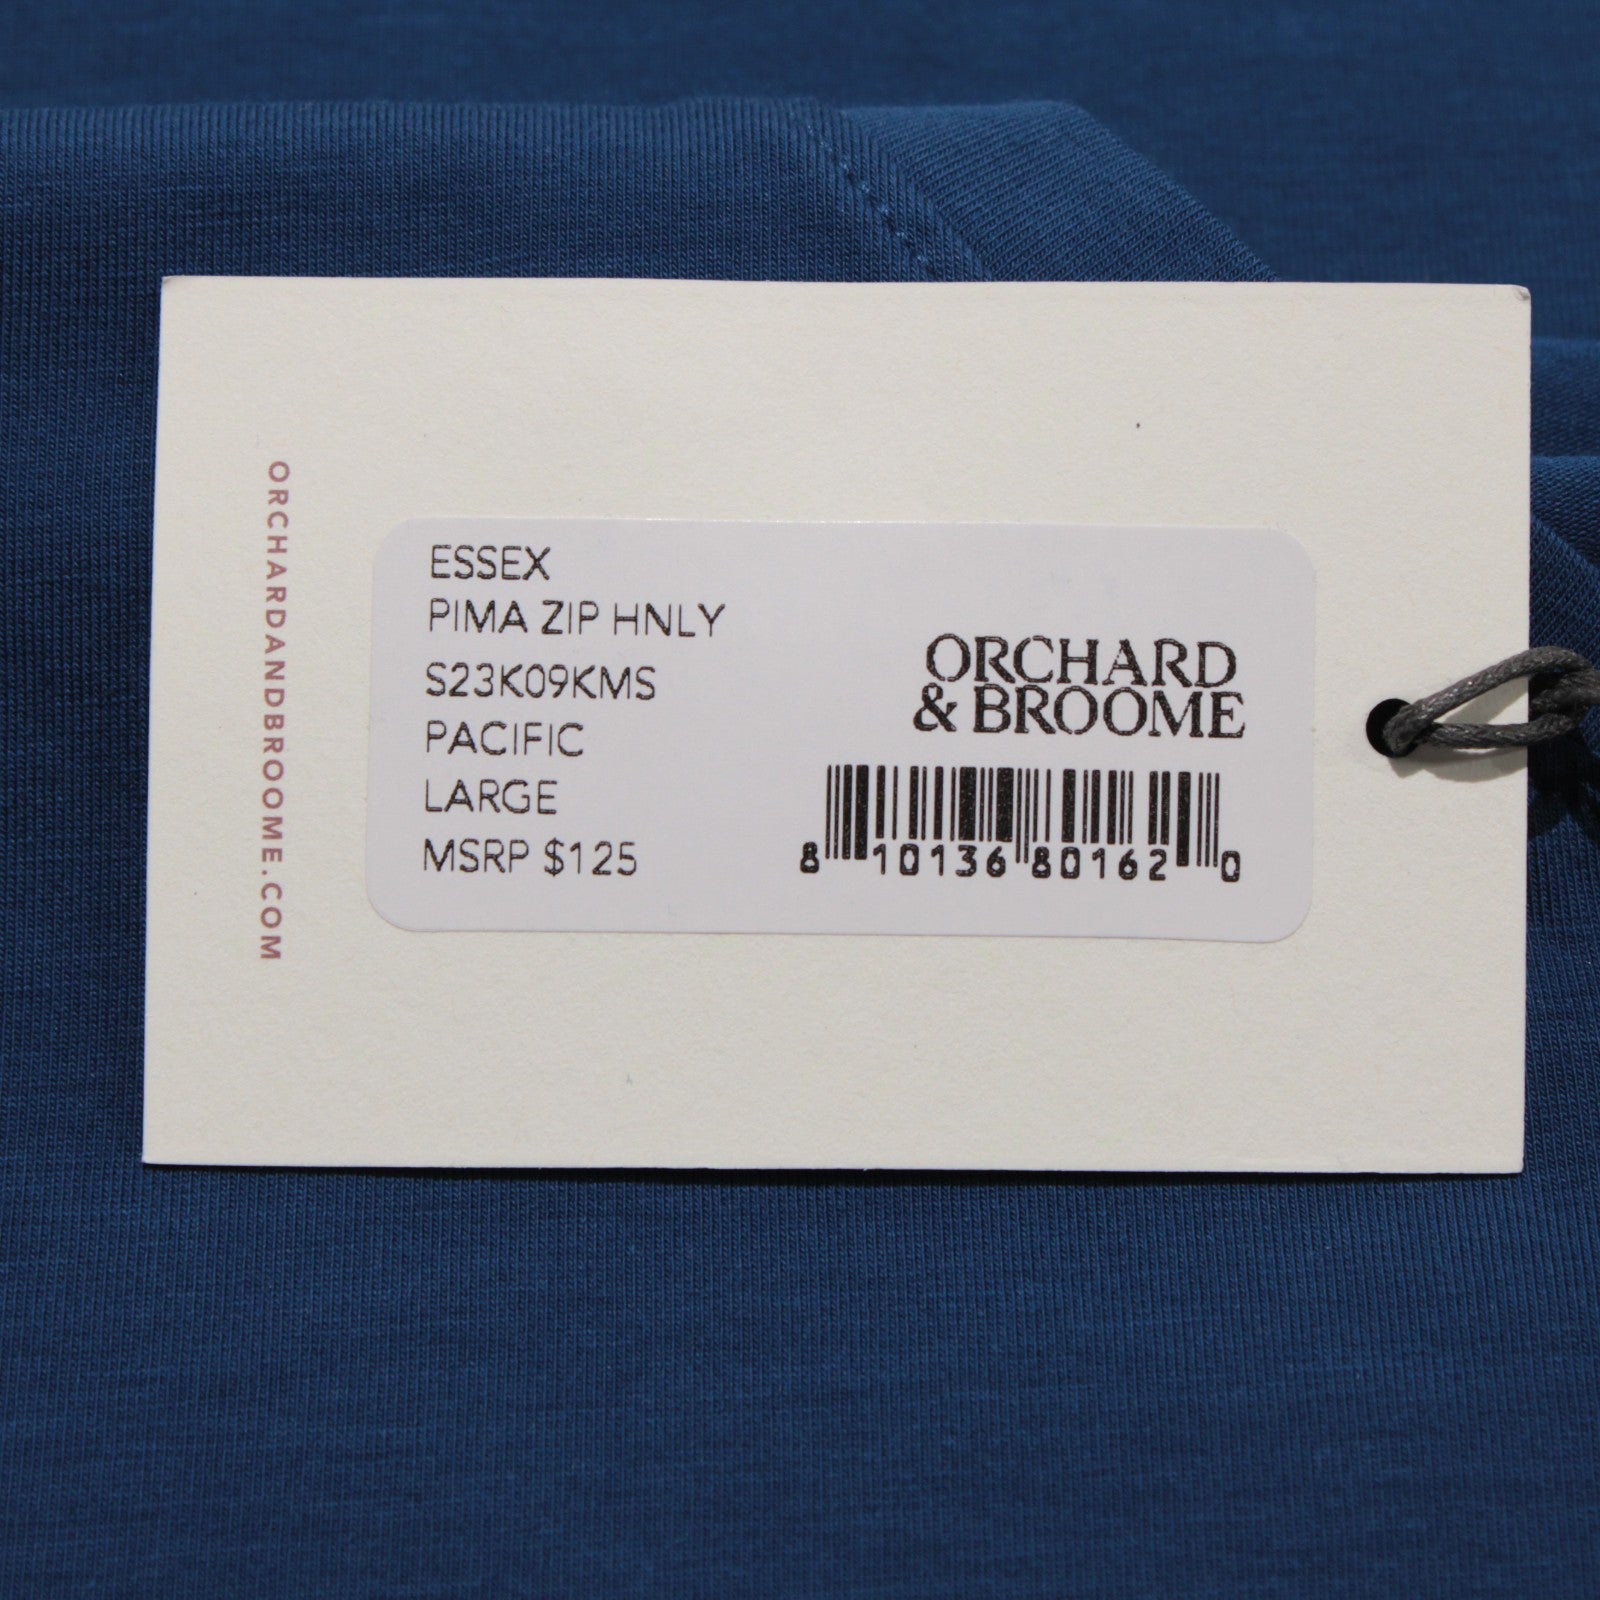 ORCHARDANDBROOME.COM
ESSEX
PIMA ZIP HNLY
S23K09KMS
PACIFIC
LARGE
MSRP $125
ORCHARD
& BROOME
8 10136 80162 0